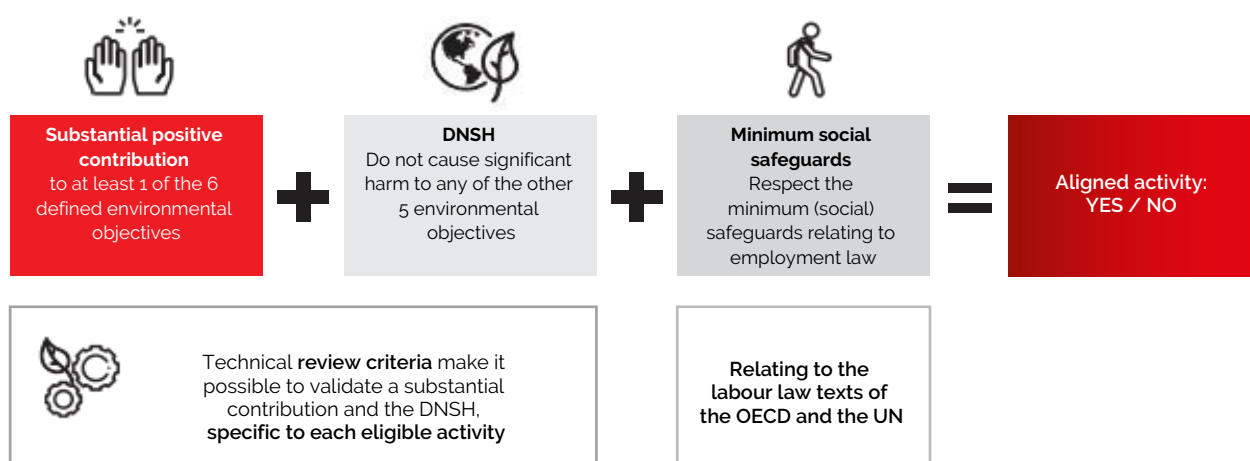 Substantial positive
contribution
to at least 1 of the 6
defined environmental
objectives
DNSH
Do not cause significant
harm to any of the other
5 environmental
objectives
Minimum social
safeguards
Respect the
minimum (social)
safeguards relating to
employment law
Aligned activity:
YES / NO
Technical review criteria make it
possible to validate a substantial
contribution and the DNSH,
specific to each eligible activity
Relating to the
labour law texts of
the OECD and the UN